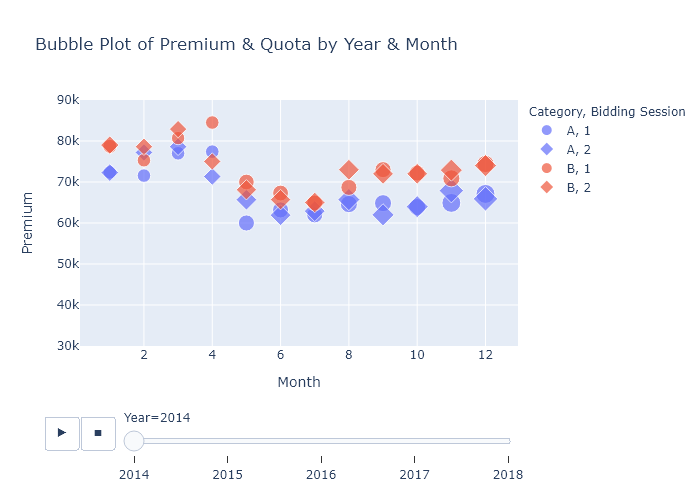 Bubble Plot of Premium & Quota by Year & Month
90k
80k
70k
60k
50k
40k
30k
Premium
2
4
6
8
10
12
Month
Category, Bidding Session
A, 1
A, 2
B, 1
B, 2
Year=2014
2014
2015
2016
2017
2018